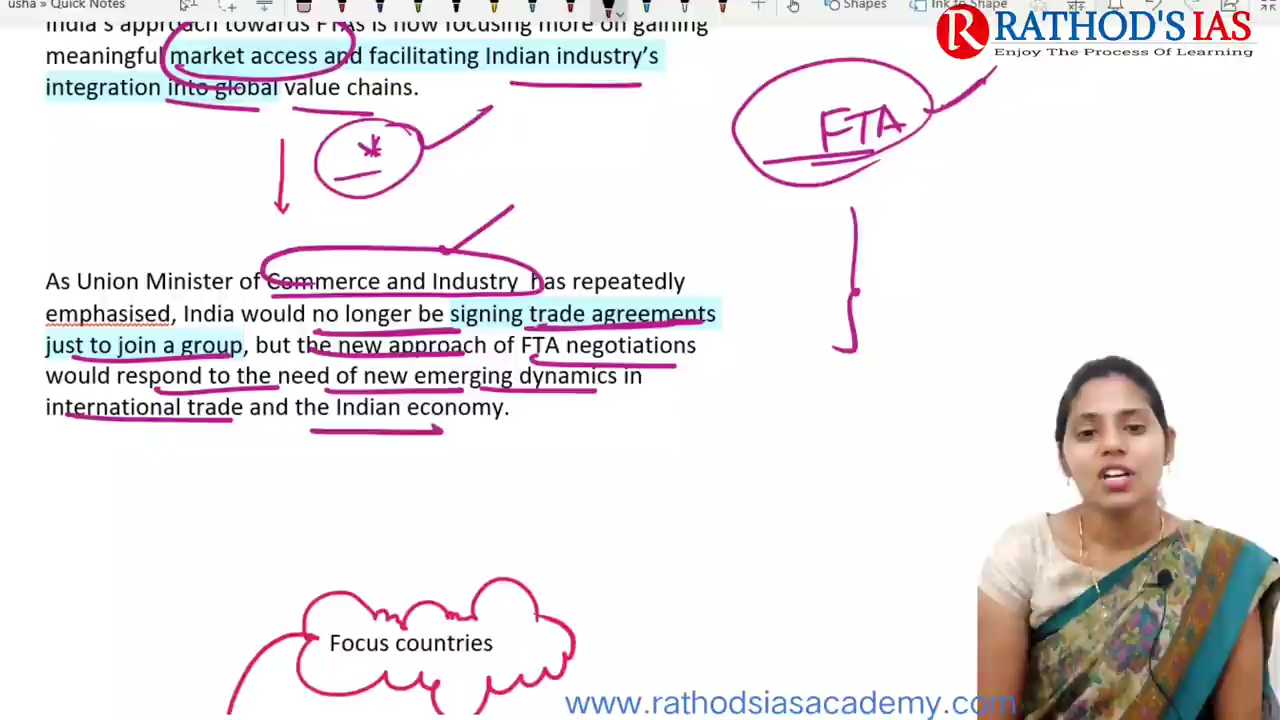 usha » Quick Notes
Shapes
Ink to Shape
India's approach towards FTAs is now focusing more on gaining
meaningful market access and facilitating Indian industry's
integration into global value chains.
RATHOD'S IAS
Enjoy The Process Of Learning
FTA
*
As Union Minister of Commerce and Industry has repeatedly
emphasised, India would no longer be signing trade agreements
just to join a group, but the new approach of FTA negotiations
would respond to the need of new emerging dynamics in
international trade and the Indian economy.
Focus countries
www.rathodsiasacademy.com